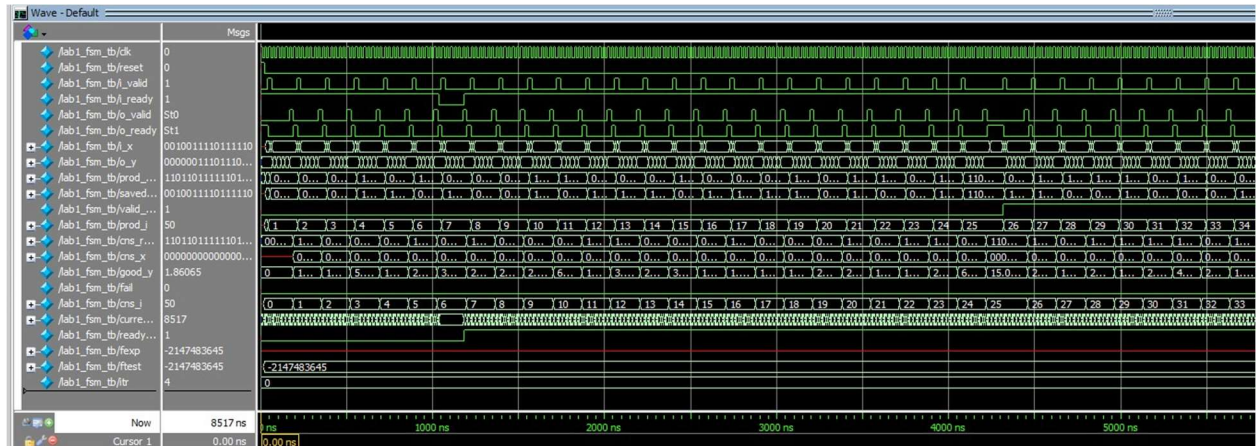 Wave - Default
Msgs
/lab1_fsm_tb/clk 0
/lab1_fsm_tb/reset 0
/lab1_fsm_tb/i_valid 1
/lab1_fsm_tb/i_ready 1
/lab1_fsm_tb/o_valid St0
/lab1_fsm_tb/o_ready St1
/lab1_fsm_tb/i_x 0010011110111110
/lab1_fsm_tb/o_y 00000011101110...
/lab1_fsm_tb/prod_... 11011011111101...
/lab1_fsm_tb/saved... 0010011110111110
/lab1_fsm_tb/valid_... 1
/lab1_fsm_tb/prod_i 50 1 2 3 4 5 6 7 8 9 10 11 12 13 14 15 16 17 18 19 20 21 22 23 24 25 26 27 28 29 30 31 32 33 34
/lab1_fsm_tb/cns_r... 11011011111101...
/lab1_fsm_tb/cns_x 00000000000000...
/lab1_fsm_tb/good_y 1.86065
/lab1_fsm_tb/fail 0
/lab1_fsm_tb/cns_i 50 0 1 2 3 4 5 6 7 8 9 10 11 12 13 14 15 16 17 18 19 20 21 22 23 24 25 26 27 28 29 30 31 32 33
/lab1_fsm_tb/curre... 8517
/lab1_fsm_tb/ready... 1
/lab1_fsm_tb/fexp -2147483645
/lab1_fsm_tb/ftest -2147483645 -2147483645
/lab1_fsm_tb/itr 4 0
Now 8517 ns 1000 ns 2000 ns 3000 ns 4000 ns 5000 ns
Cursor 1 0.00 ns 0.00 ns